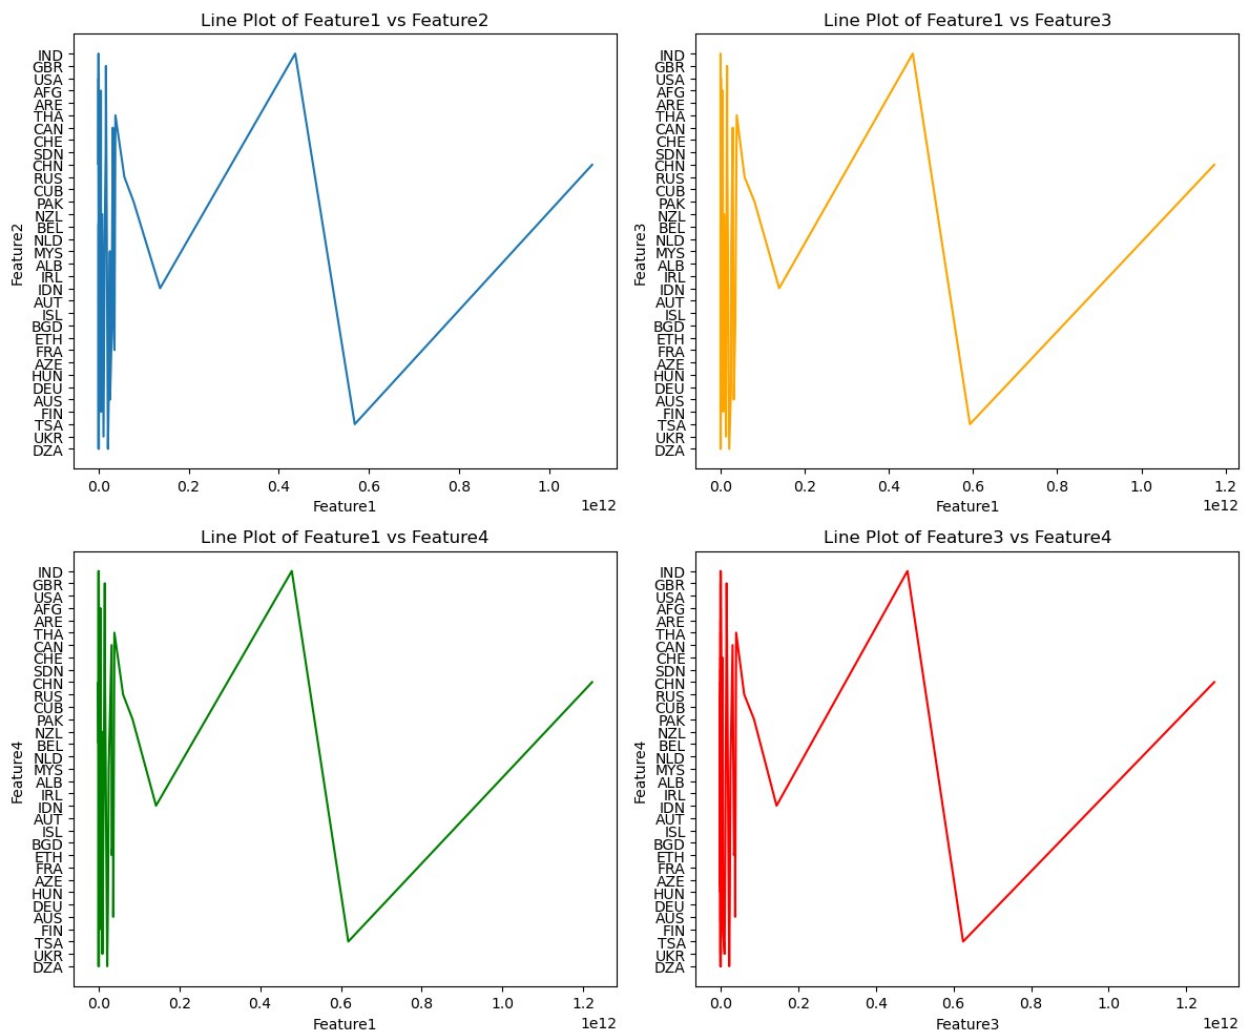 Line Plot of Feature1 vs Feature2
IND
GBR
USA
AFG
ARE
THA
CAN
CHE
SDN
CHN
RUS
CUB
PAK
NZL
BEL
NLD
MYS
ALB
IRL
IDN
AUT
ISL
BGD
ETH
FRA
AZE
HUN
DEU
AUS
FIN
TSA
UKR
DZA
Feature2
0.0 0.2 0.4 0.6 0.8 1.0
1e12
Feature1
Line Plot of Feature1 vs Feature3
IND
GBR
USA
AFG
ARE
THA
CAN
CHE
SDN
CHN
RUS
CUB
PAK
NZL
BEL
NLD
MYS
ALB
IRL
IDN
AUT
ISL
BGD
ETH
FRA
AZE
HUN
DEU
AUS
FIN
TSA
UKR
DZA
Feature3
0.0 0.2 0.4 0.6 0.8 1.0 1.2
1e12
Feature1
Line Plot of Feature1 vs Feature4
IND
GBR
USA
AFG
ARE
THA
CAN
CHE
SDN
CHN
RUS
CUB
PAK
NZL
BEL
NLD
MYS
ALB
IRL
IDN
AUT
ISL
BGD
ETH
FRA
AZE
HUN
DEU
AUS
FIN
TSA
UKR
DZA
Feature4
0.0 0.2 0.4 0.6 0.8 1.0 1.2
1e12
Feature1
Line Plot of Feature3 vs Feature4
IND
GBR
USA
AFG
ARE
THA
CAN
CHE
SDN
CHN
RUS
CUB
PAK
NZL
BEL
NLD
MYS
ALB
IRL
IDN
AUT
ISL
BGD
ETH
FRA
AZE
HUN
DEU
AUS
FIN
TSA
UKR
DZA
Feature4
0.0 0.2 0.4 0.6 0.8 1.0 1.2
1e12
Feature3